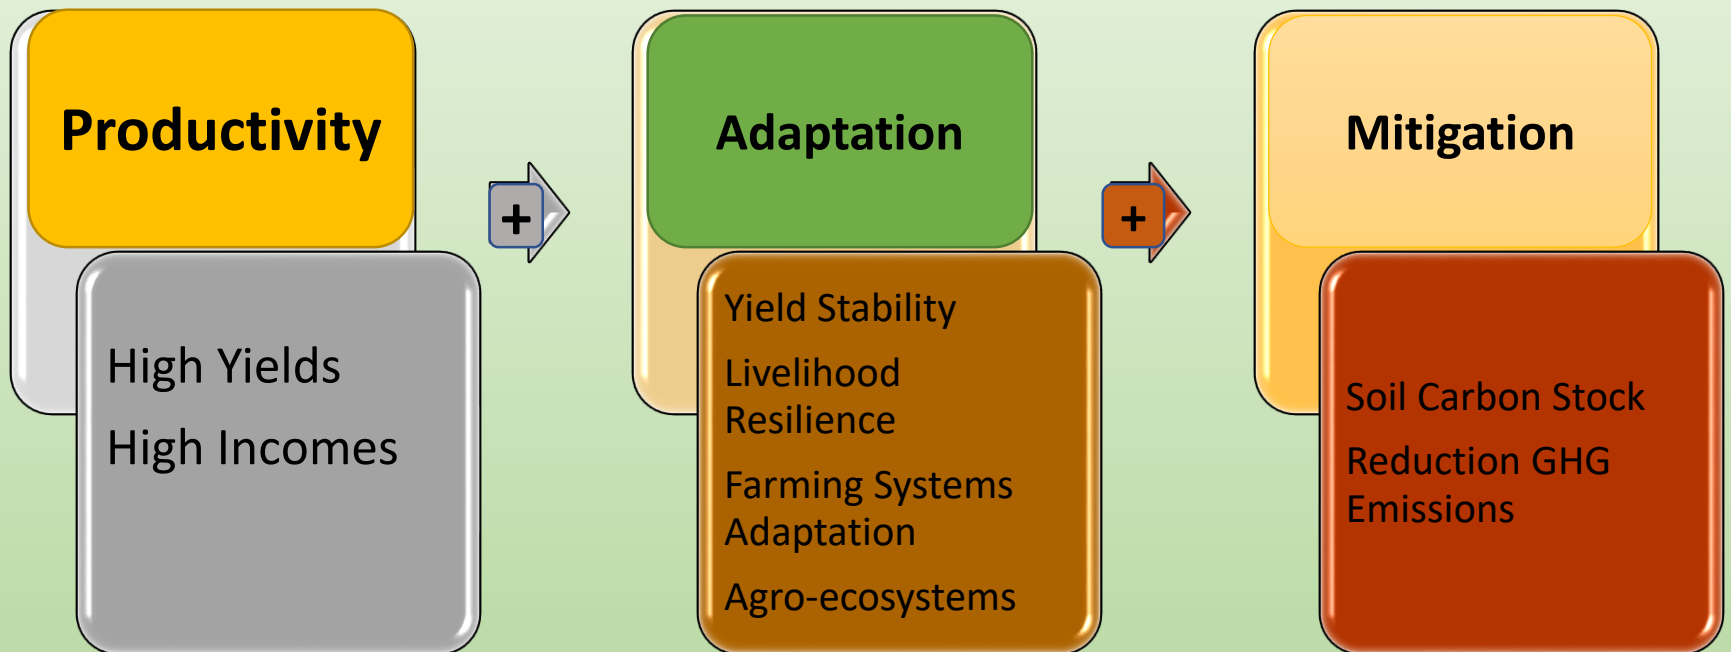 Productivity
High Yields
High Incomes
+
Adaptation
Yield Stability
Livelihood
Resilience
Farming Systems
Adaptation
Agro-ecosystems
+
Mitigation
Soil Carbon Stock
Reduction GHG
Emissions